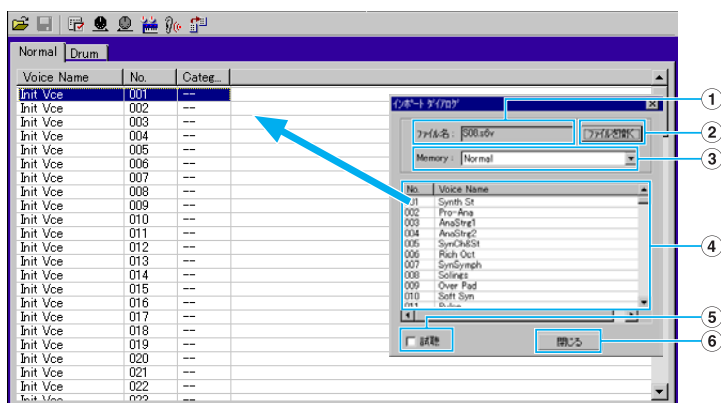 Normal Drum
Voice Name No. Categ...
Init Vce 001 --
Init Vce 002 --
Init Vce 003 --
Init Vce 004 --
Init Vce 005 --
Init Vce 006 --
Init Vce 007 --
Init Vce 008 --
Init Vce 009 --
Init Vce 010 --
Init Vce 011 --
Init Vce 012 --
Init Vce 013 --
Init Vce 014 --
Init Vce 015 --
Init Vce 016 --
Init Vce 017 --
Init Vce 018 --
Init Vce 019 --
Init Vce 020 --
Init Vce 021 --
Init Vce 022 --
Init Vce 023 --
インポート ダイアログ
ファイル名 : S08.s6v ファイルを開く
Memory : Normal
No. Voice Name
001 Synth St
002 Pro-Ana
003 AnaStrg1
004 AnaStrg2
005 SynCh&St
006 Rich Oct
007 SynSymph
008 Solines
009 Over Pad
010 Soft Syn
011
試聴 閉じる
1
2
3
4
5
6